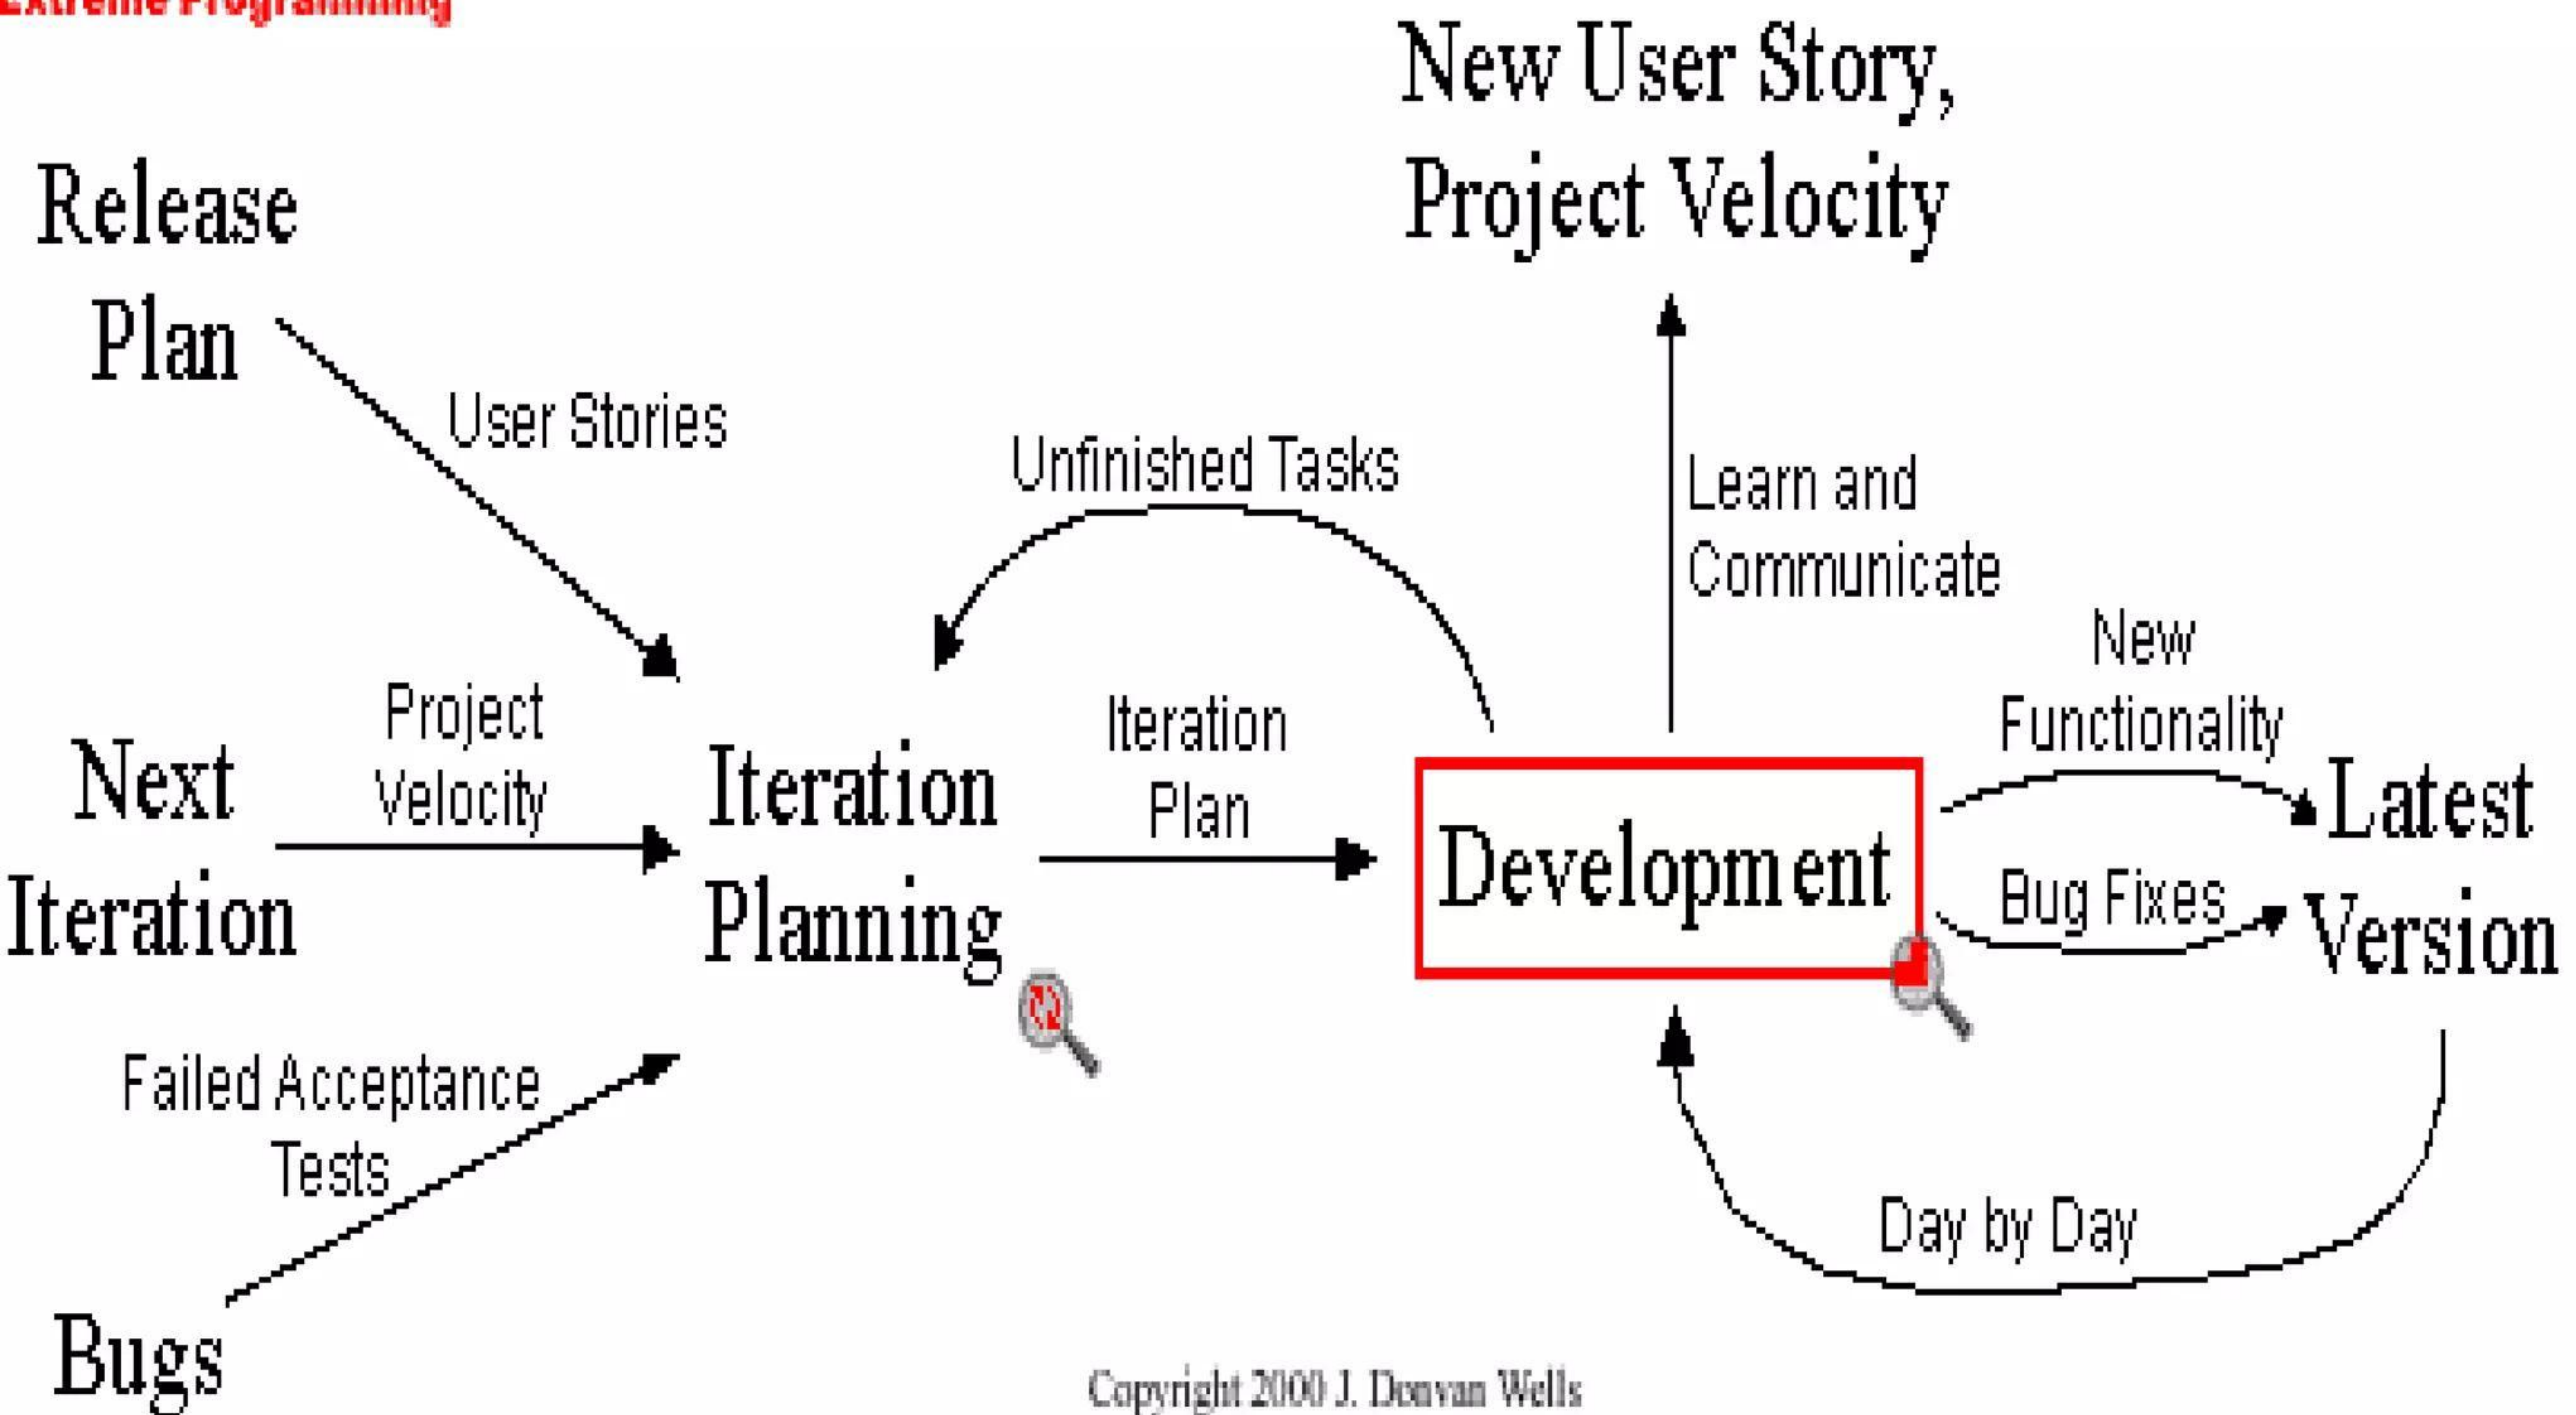 Extreme Programming
New User Story,
Project Velocity
Release
Plan
User Stories
Unfinished Tasks
Learn and
Communicate
New
Functionality
Project
Velocity
Next
Iteration
Iteration
Planning
Iteration
Plan
Development
Latest
Version
Bug Fixes
Failed Acceptance
Tests
Day by Day
Bugs
Copyright 2000 J. Donvan Wells